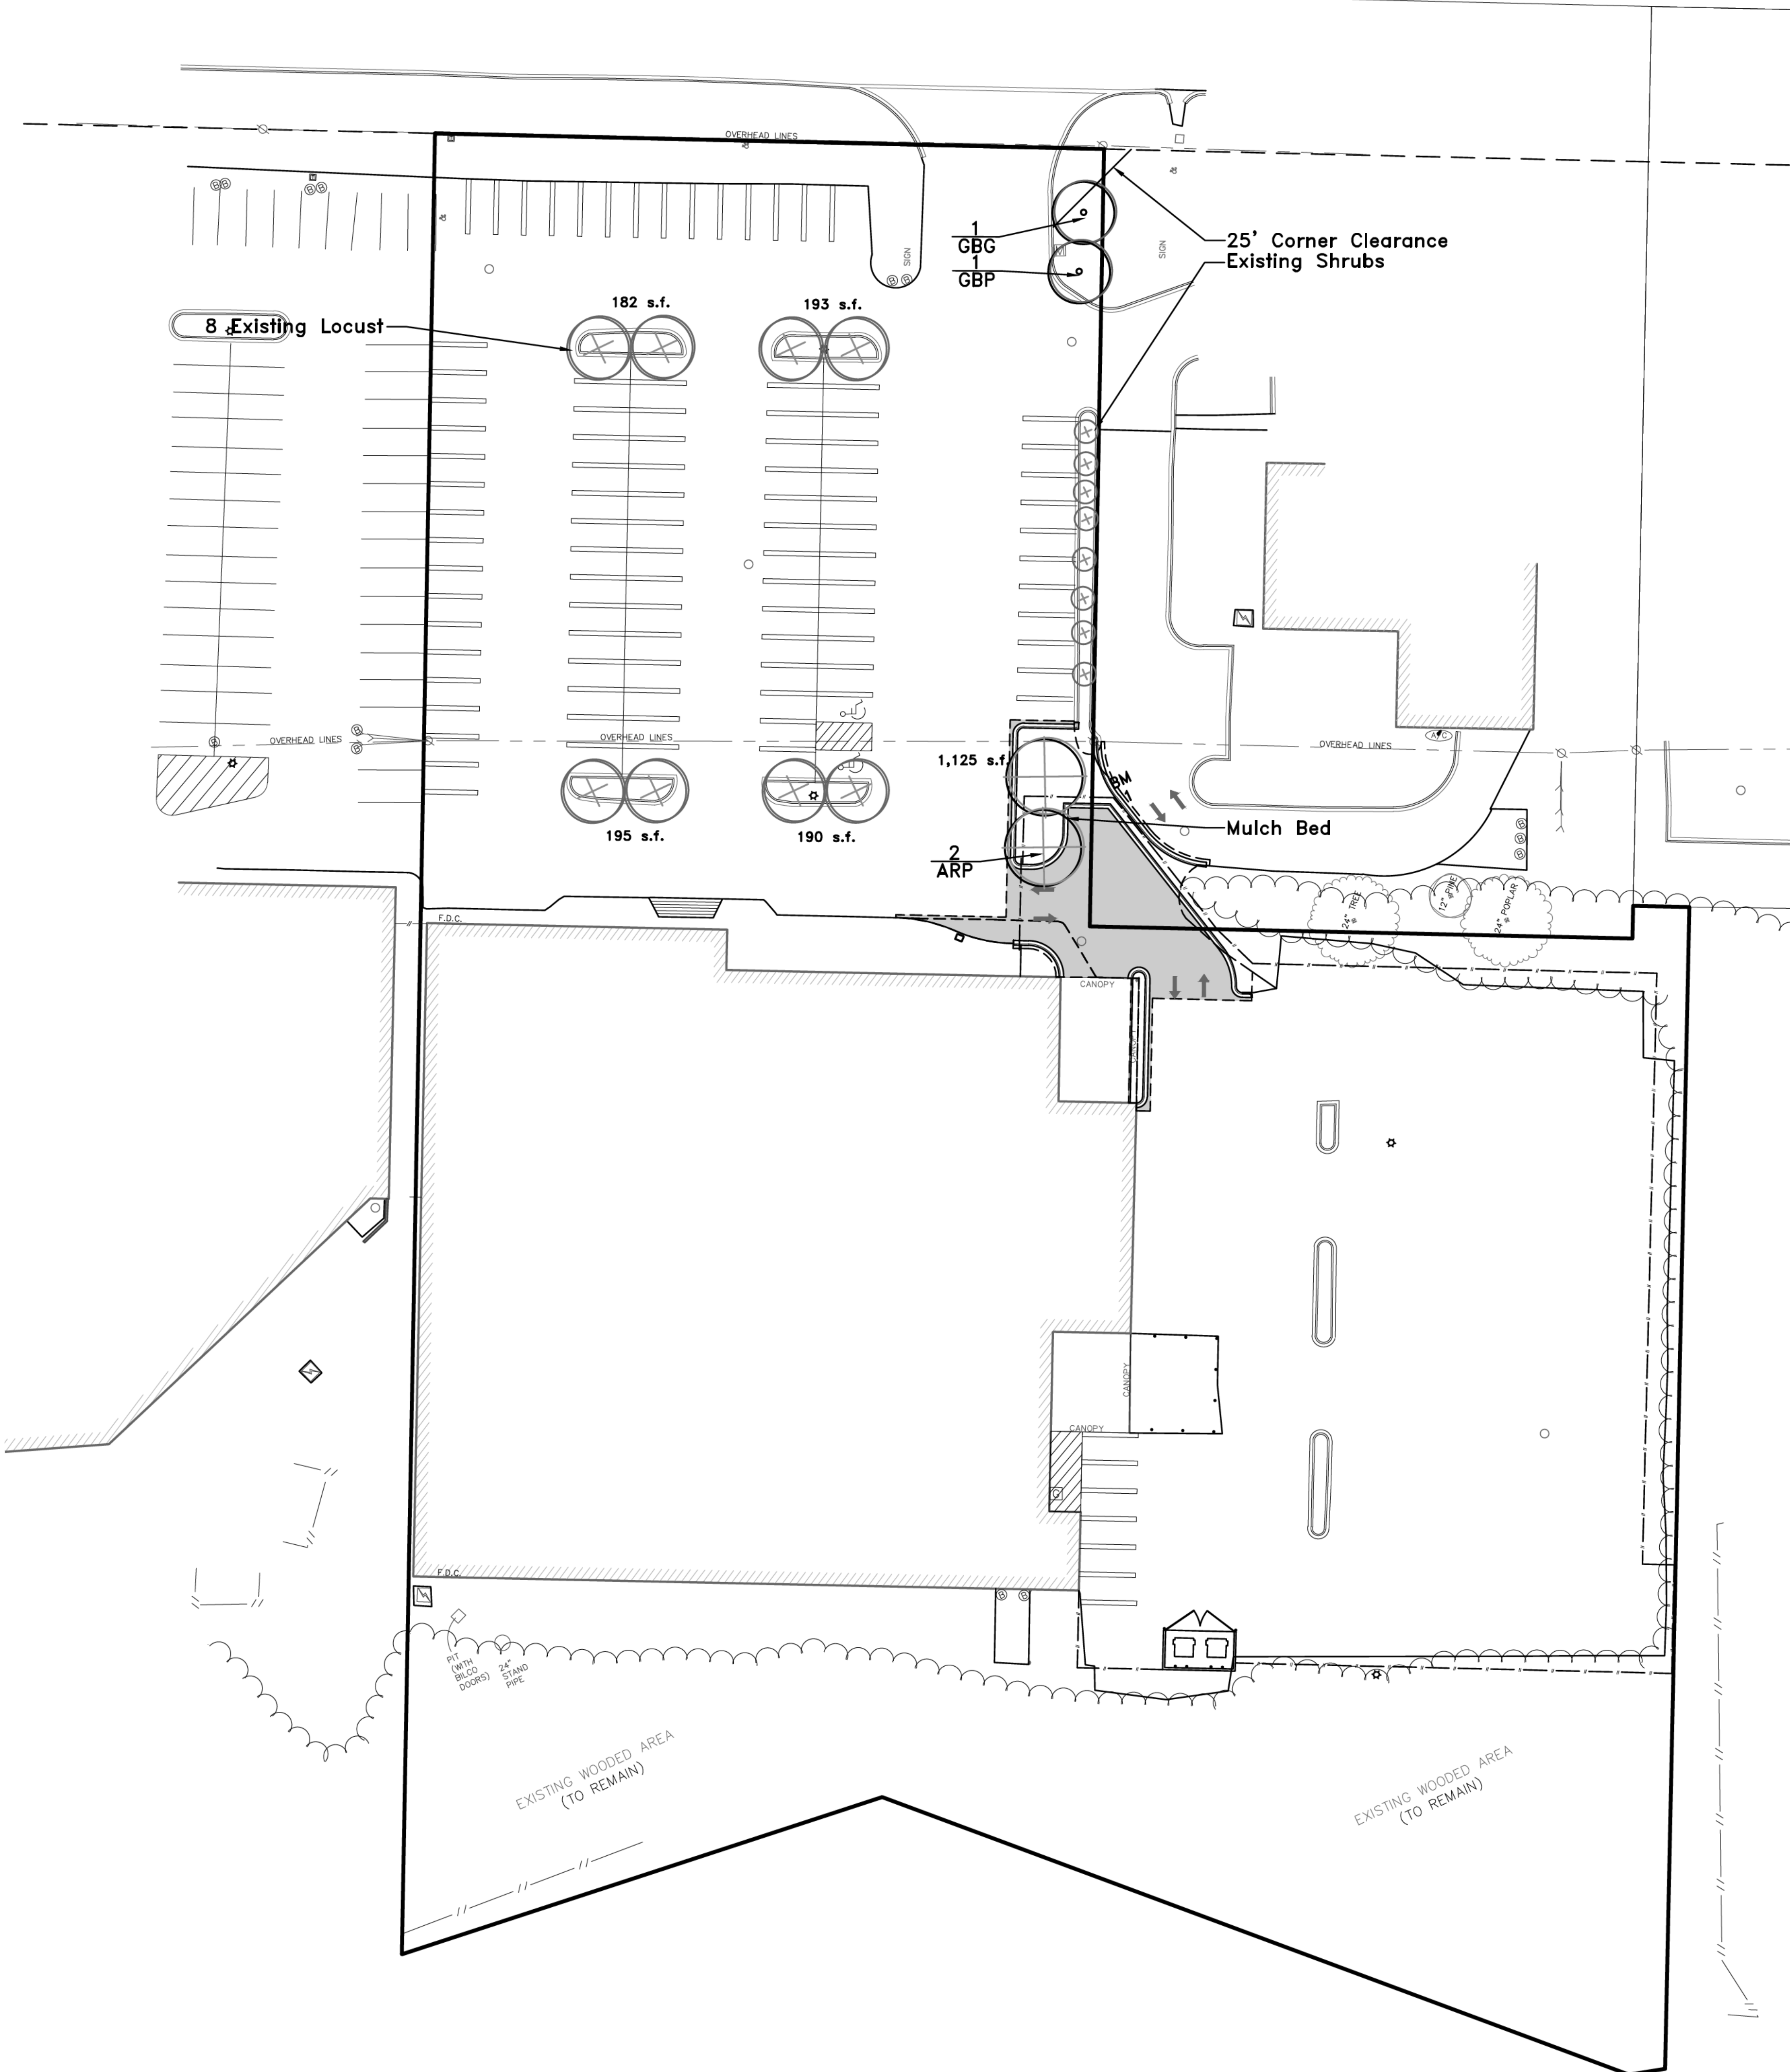 OVERHEAD LINES
SIGN
SIGN
1
GBG
1
GBP
25' Corner Clearance
Existing Shrubs
182 s.f.
193 s.f.
8 Existing Locust
OVERHEAD LINES
OVERHEAD LINES
OVERHEAD LINES
A/C
1,125 s.f.
BM
1
Mulch Bed
195 s.f.
190 s.f.
2
ARP
24" TREE
12" PINE
24" POPLAR
F.D.C.
CANOPY
CANOPY
CANOPY
CANOPY
G
F.D.C.
PIT
(WITH
BILCO
DOORS)
24"
STAND
PIPE
EXISTING WOODED AREA
(TO REMAIN)
EXISTING WOODED AREA
(TO REMAIN)